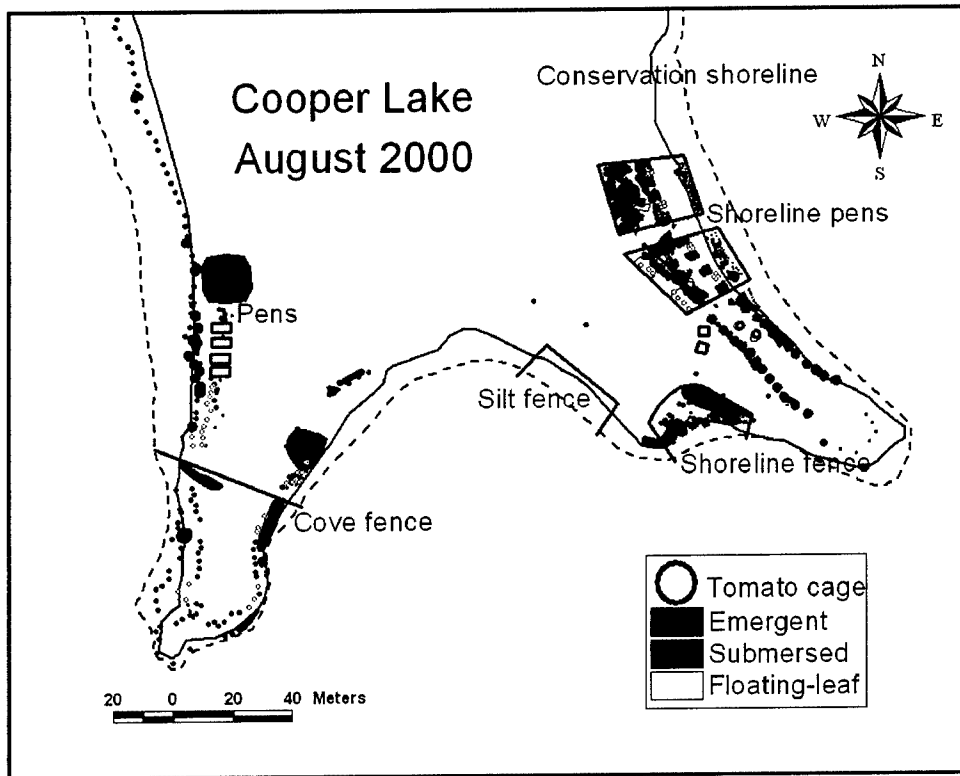 Cooper Lake
August 2000
Conservation shoreline
N
W E
S
Shoreline pens
Pens
Silt fence
Shoreline fence
Cove fence
Tomato cage
Emergent
Submersed
Floating-leaf
20 0 20 40 Meters